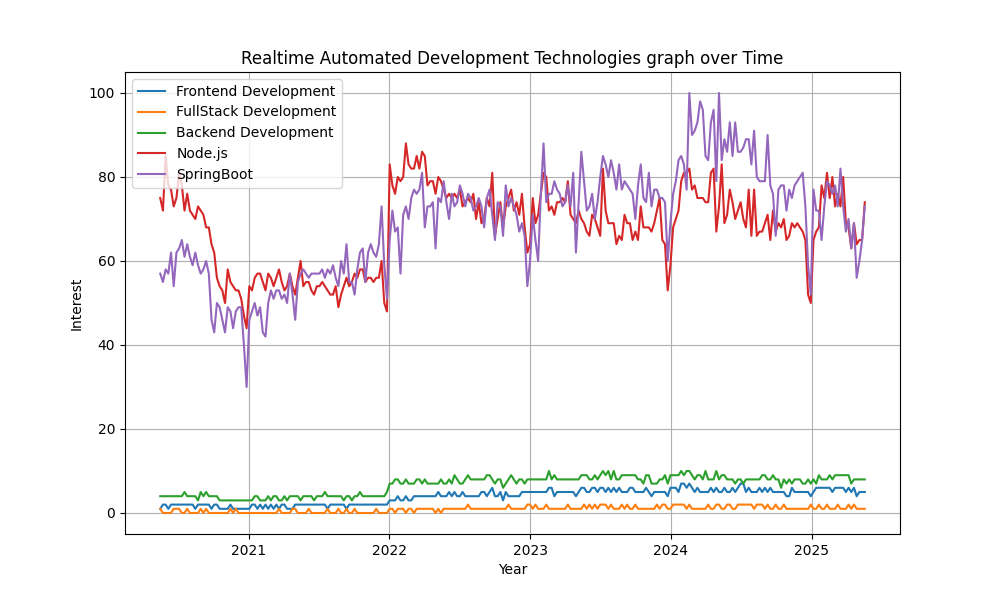 Realtime Automated Development Technologies graph over Time
Frontend Development
FullStack Development
Backend Development
Node.js
SpringBoot
100
80
60
40
20
0
Interest
2021 2022 2023 2024 2025
Year